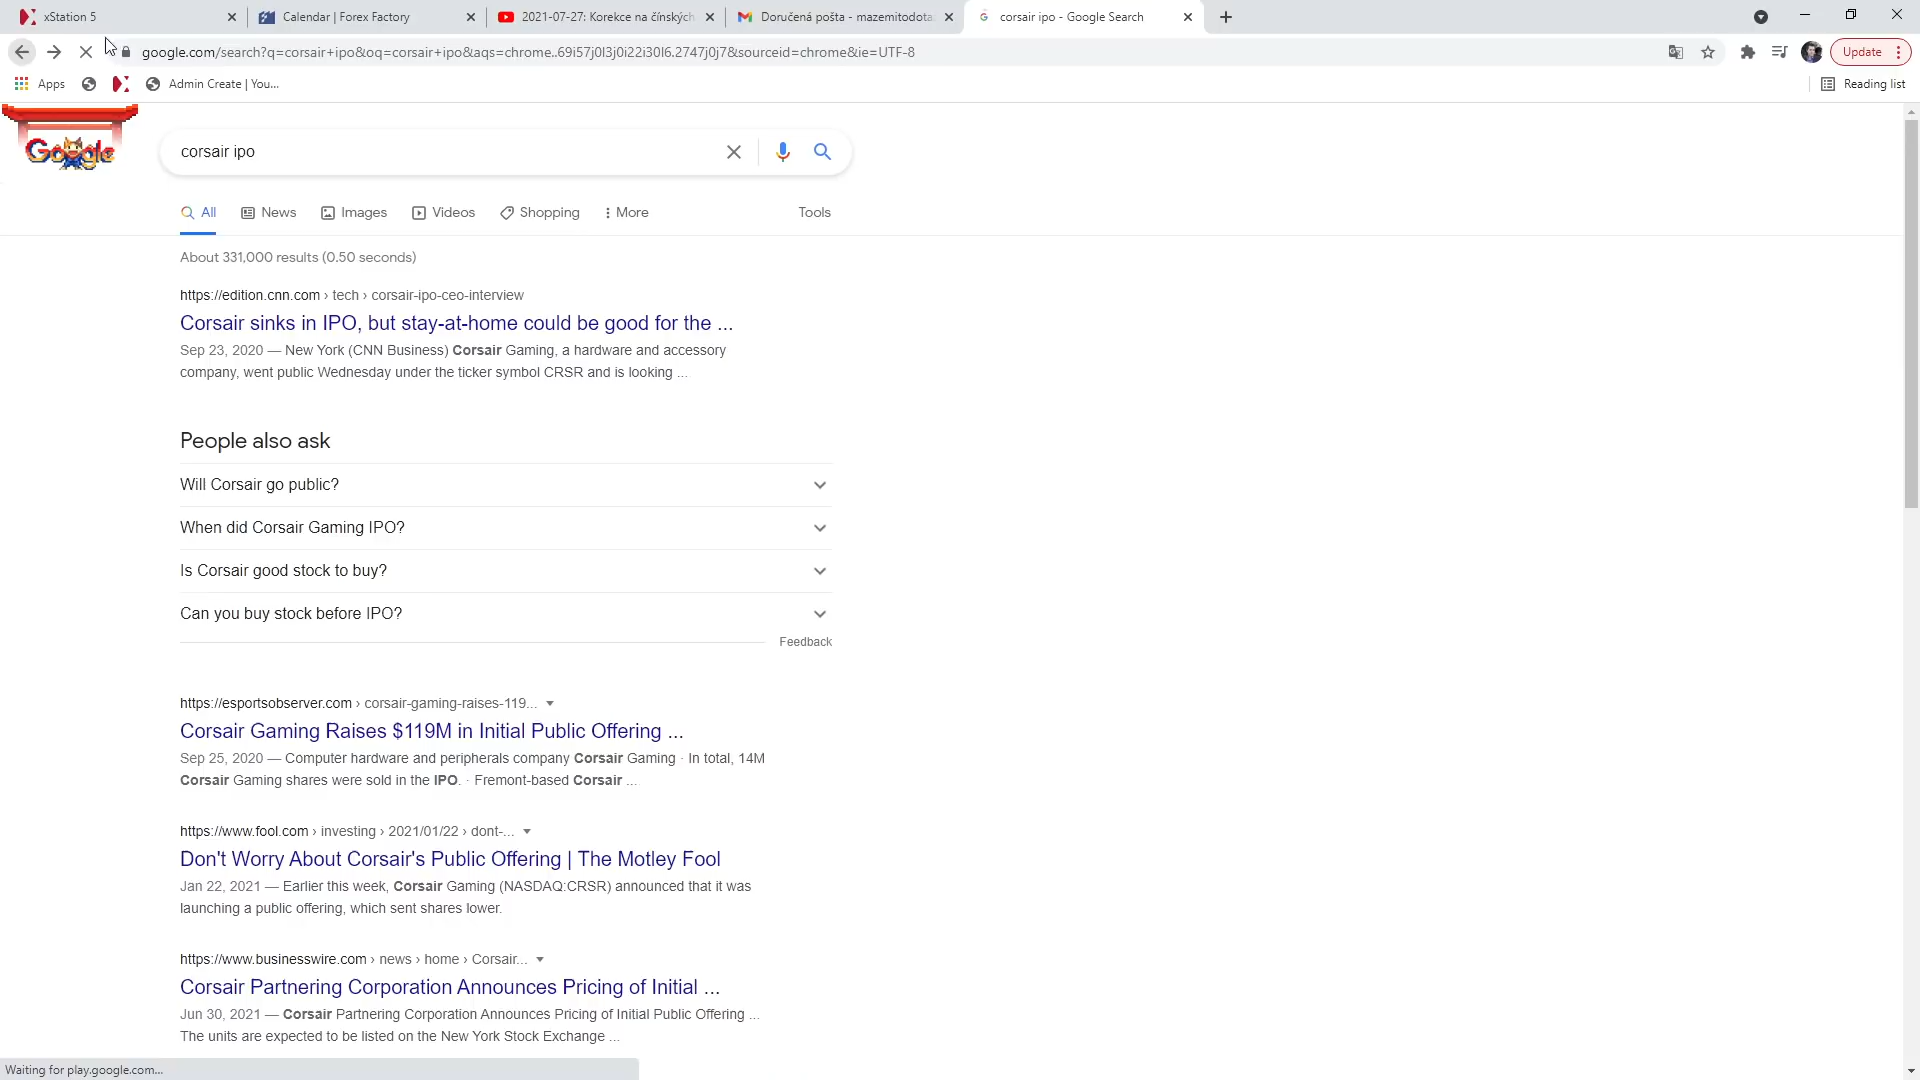 xStation 5
Calendar | Forex Factory
2021-07-27: Korekce na čínských
Doručená pošta - mazemitodota
corsair ipo - Google Search
google.com/search?q=corsair+ipo&oq=corsair+ipo&aqs=chrome..69i57j0l3j0i22i30l6.2747j0j7&sourceid=chrome&ie=UTF-8
Update
Apps
Admin Create | You...
Reading list
Google
corsair ipo
All
News
Images
Videos
Shopping
More
Tools
About 331,000 results (0.50 seconds)
https://edition.cnn.com › tech › corsair-ipo-ceo-interview
Corsair sinks in IPO, but stay-at-home could be good for the ...
Sep 23, 2020 — New York (CNN Business) Corsair Gaming, a hardware and accessory
company, went public Wednesday under the ticker symbol CRSR and is looking ...
People also ask
Will Corsair go public?
When did Corsair Gaming IPO?
Is Corsair good stock to buy?
Can you buy stock before IPO?
Feedback
https://esportsobserver.com › corsair-gaming-raises-119...
Corsair Gaming Raises $119M in Initial Public Offering ...
Sep 25, 2020 — Computer hardware and peripherals company Corsair Gaming · In total, 14M
Corsair Gaming shares were sold in the IPO. · Fremont-based Corsair ...
https://www.fool.com › investing › 2021/01/22 › dont-...
Don't Worry About Corsair's Public Offering | The Motley Fool
Jan 22, 2021 — Earlier this week, Corsair Gaming (NASDAQ:CRSR) announced that it was
launching a public offering, which sent shares lower.
https://www.businesswire.com › news › home › Corsair...
Corsair Partnering Corporation Announces Pricing of Initial ...
Jun 30, 2021 — Corsair Partnering Corporation Announces Pricing of Initial Public Offering ...
The units are expected to be listed on the New York Stock Exchange ...
Waiting for play.google.com...